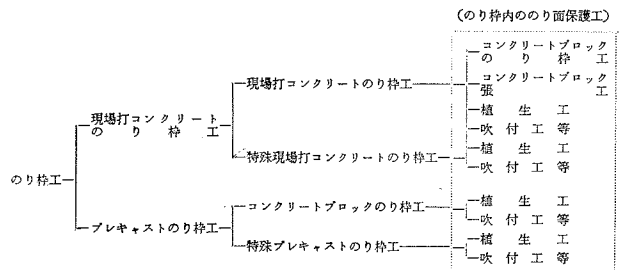 (のり枠内ののり面保護工)
コンクリートブロック
のり枠工
現場打コンクリートのり枠工
コンクリートブロック
張工
植生工
現場打コンクリート
のり枠工
吹付工等
植生工
特殊現場打コンクリートのり枠工
吹付工等
のり枠工
コンクリートブロックのり枠工
植生工
吹付工等
プレキャストのり枠工
特殊プレキャストのり枠工
植生工
吹付工等